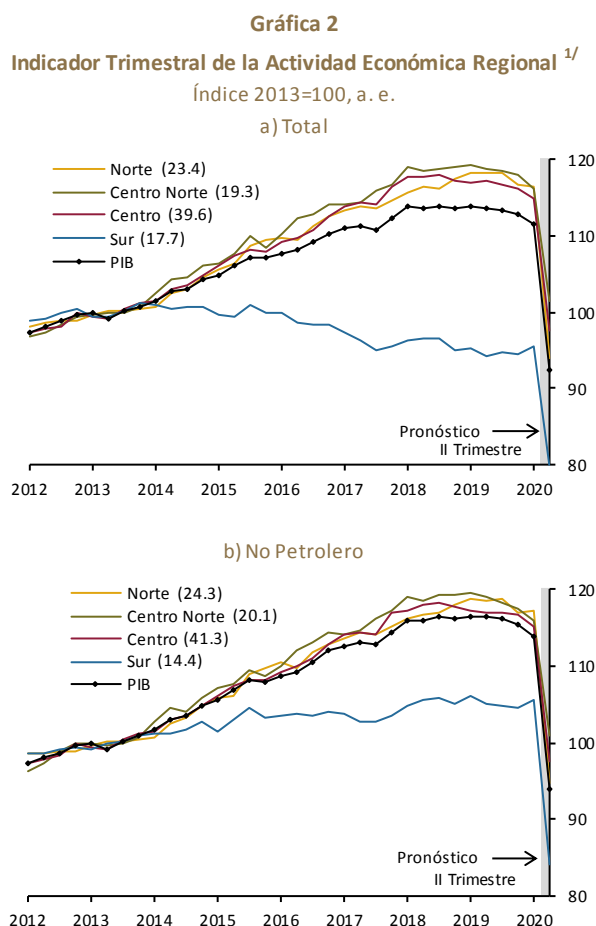 Gráfica 2
Indicador Trimestral de la Actividad Económica Regional 1/
Índice 2013=100, a. e.
a) Total
Norte (23.4)
Centro Norte (19.3)
Centro (39.6)
Sur (17.7)
PIB
120
110
100
90
80
Pronóstico
II Trimestre
2012 2013 2014 2015 2016 2017 2018 2019 2020
b) No Petrolero
Norte (24.3)
Centro Norte (20.1)
Centro (41.3)
Sur (14.4)
PIB
120
110
100
90
80
Pronóstico
II Trimestre
2012 2013 2014 2015 2016 2017 2018 2019 2020